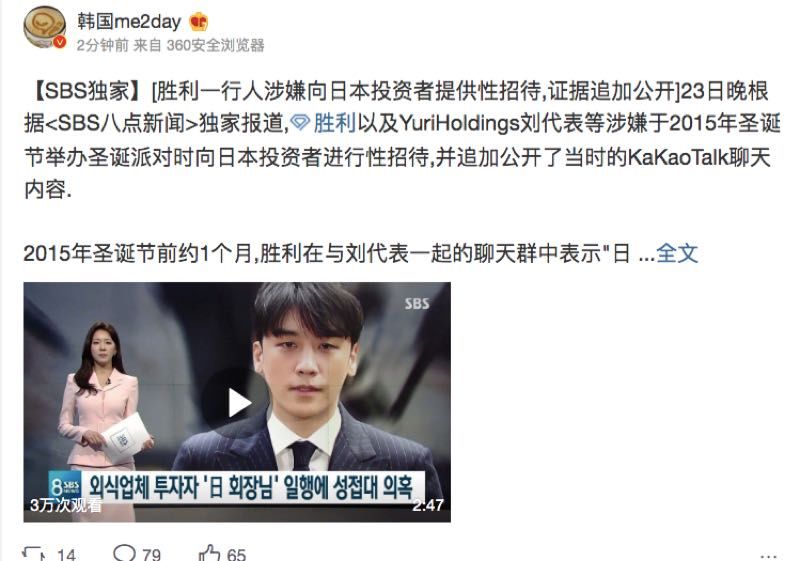 韩国me2day
2分钟前 来自 360安全浏览器
【SBS独家】[胜利一行人涉嫌向日本投资者提供性招待,证据追加公开]23日晚根
据<SBS八点新闻>独家报道,胜利以及YuriHoldings刘代表等涉嫌于2015年圣诞
节举办圣诞派对时向日本投资者进行性招待,并追加公开了当时的KaKaoTalk聊天
内容.
2015年圣诞节前约1个月,胜利在与刘代表一起的聊天群中表示"日 ...全文
SBS
8 SBS NEWS 외식업체 투자자 '日 회장님' 일행에 성접대 의혹
3万次观看 2:47
14 79 65